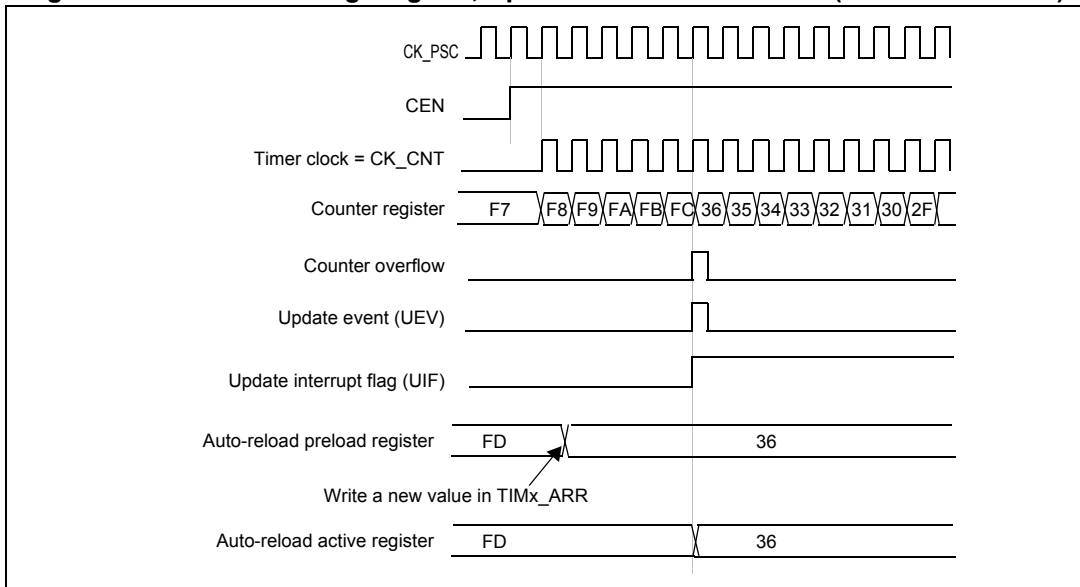 CK_PSC
CEN
Timer clock = CK_CNT
Counter register F7 F8 F9 FA FB FC 36 35 34 33 32 31 30 2F
Counter overflow
Update event (UEV)
Update interrupt flag (UIF)
Auto-reload preload register FD 36
Write a new value in TIMx_ARR
Auto-reload active register FD 36